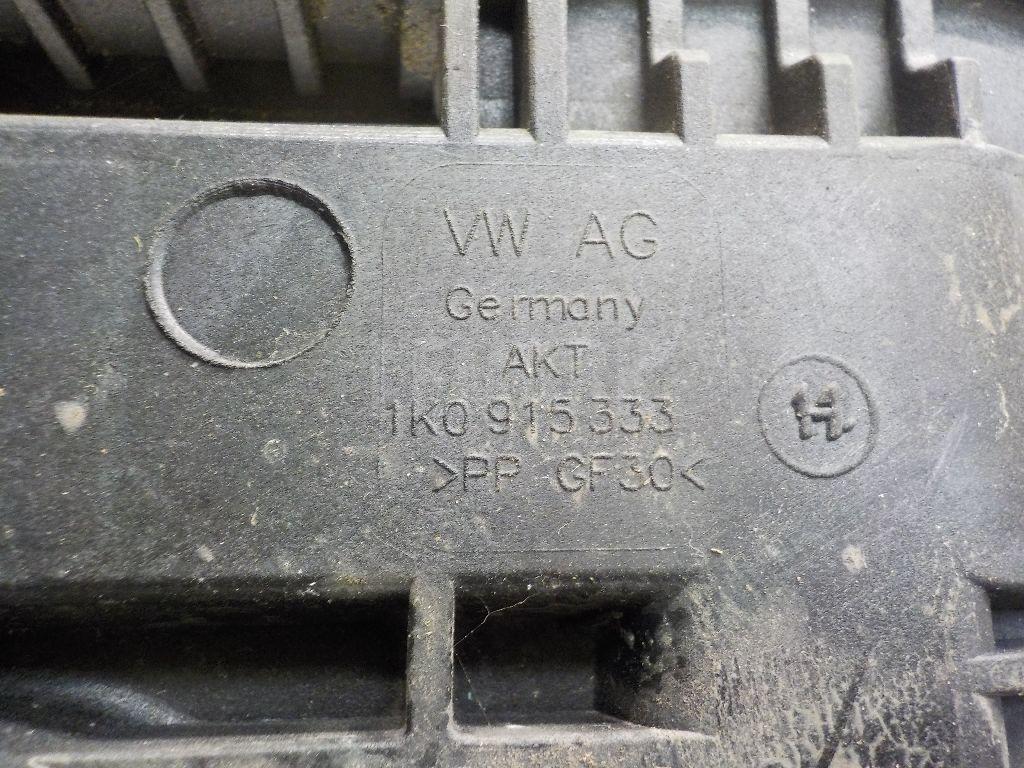 VW AG
Germany
AKT
1K0 915 333
>PP GF30<
H